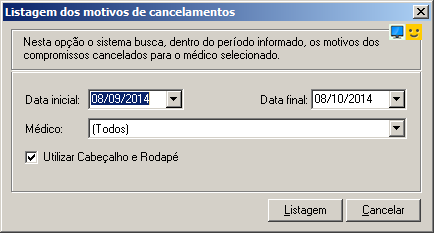 Listagem dos motivos de cancelamentos
Nesta opção o sistema busca, dentro do período informado, os motivos dos
compromissos cancelados para o médico selecionado.
Data inicial: 08/09/2014 Data final: 08/10/2014
Médico: (Todos)
Utilizar Cabeçalho e Rodapé
Listagem Cancelar